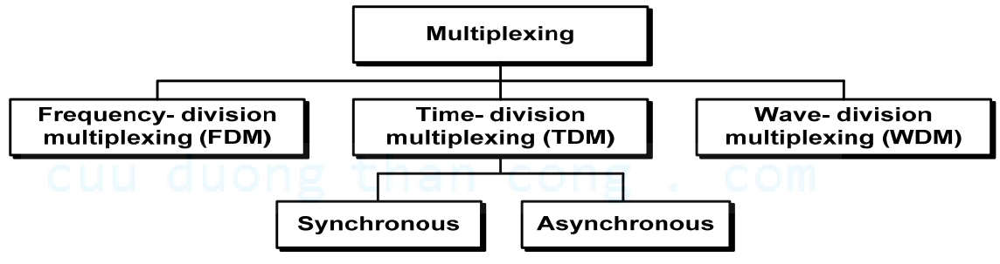 Multiplexing
Frequency- division
multiplexing (FDM)
Time- division
multiplexing (TDM)
Wave- division
multiplexing (WDM)
cuu duong than cong . com
Synchronous
Asynchronous